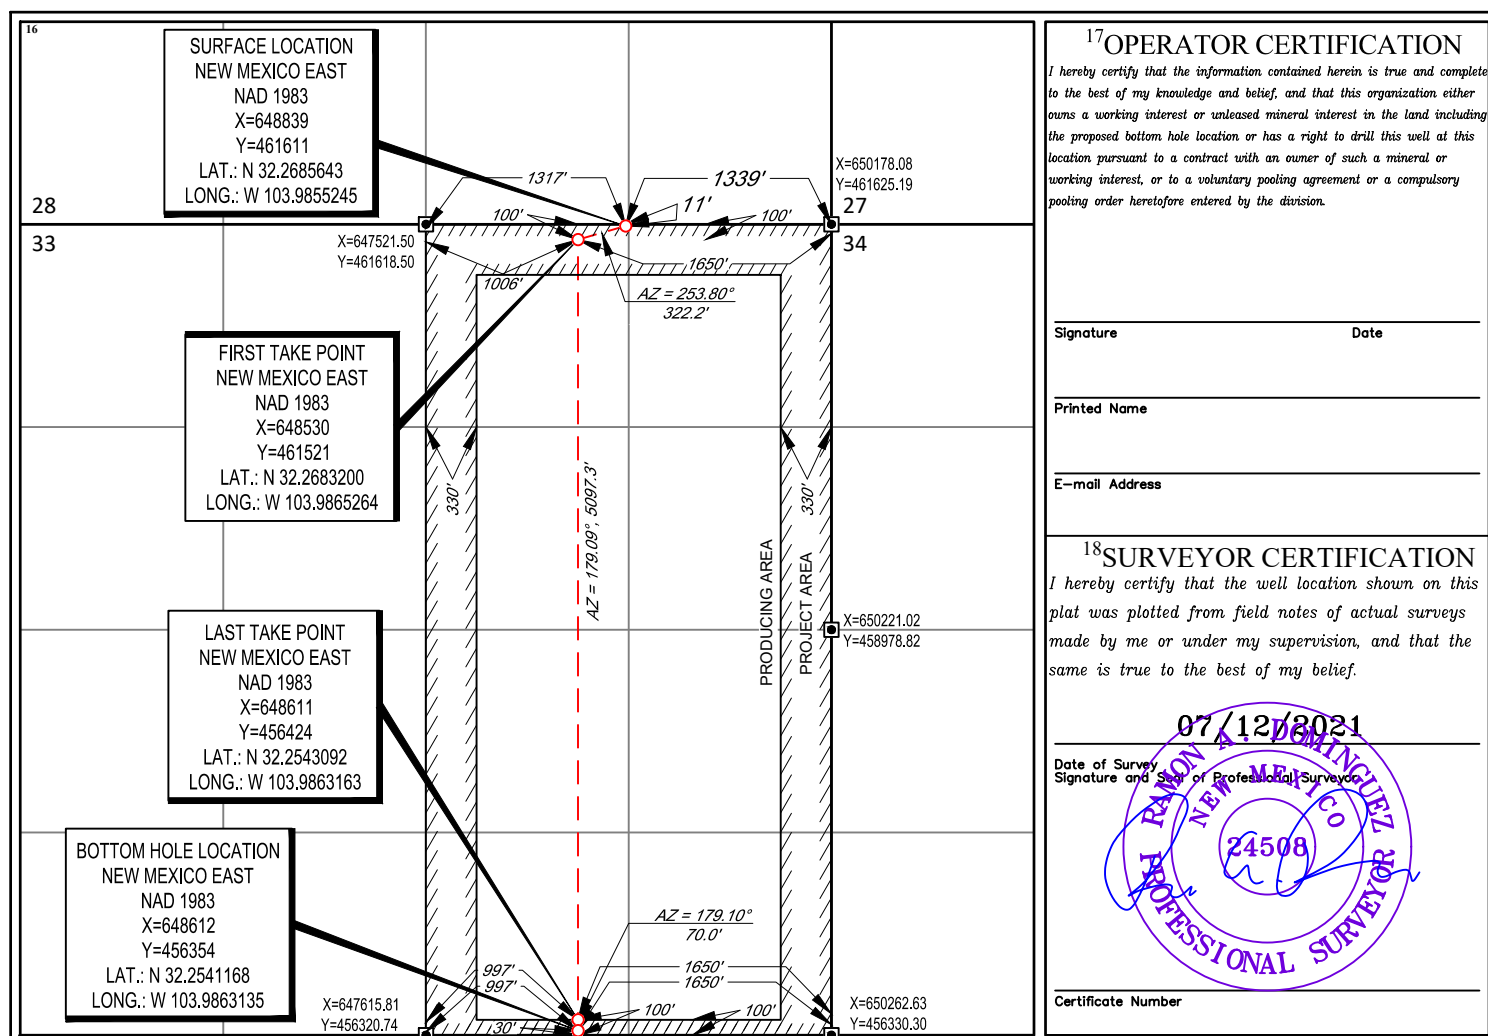 16
SURFACE LOCATION
NEW MEXICO EAST
NAD 1983
X=648839
Y=461611
LAT.: N 32.2685643
LONG.: W 103.9855245
28
33
27
34
X=650178.08
Y=461625.19
1317'
1339'
11'
100'
100'
X=647521.50
Y=461618.50
1006'
1650'
AZ = 253.80°
322.2'
FIRST TAKE POINT
NEW MEXICO EAST
NAD 1983
X=648530
Y=461521
LAT.: N 32.2683200
LONG.: W 103.9865264
330'
330'
AZ = 179.09°, 5097.3'
PRODUCING AREA
PROJECT AREA
X=650221.02
Y=458978.82
LAST TAKE POINT
NEW MEXICO EAST
NAD 1983
X=648611
Y=456424
LAT.: N 32.2543092
LONG.: W 103.9863163
BOTTOM HOLE LOCATION
NEW MEXICO EAST
NAD 1983
X=648612
Y=456354
LAT.: N 32.2541168
LONG.: W 103.9863135
AZ = 179.10°
70.0'
997'
997'
1650'
1650'
100'
100'
30'
X=647615.81
Y=456320.74
X=650262.63
Y=456330.30
17OPERATOR CERTIFICATION
I hereby certify that the information contained herein is true and complete
to the best of my knowledge and belief, and that this organization either
owns a working interest or unleased mineral interest in the land including
the proposed bottom hole location or has a right to drill this well at this
location pursuant to a contract with an owner of such a mineral or
working interest, or to a voluntary pooling agreement or a compulsory
pooling order heretofore entered by the division.
Signature Date
Printed Name
E-mail Address
18SURVEYOR CERTIFICATION
I hereby certify that the well location shown on this
plat was plotted from field notes of actual surveys
made by me or under my supervision, and that the
same is true to the best of my belief.
07/12/2021
Date of Survey
Signature and Seal of Professional Surveyor
RAMON A. DOMINGUEZ
NEW MEXICO
24508
PROFESSIONAL SURVEYOR
Certificate Number